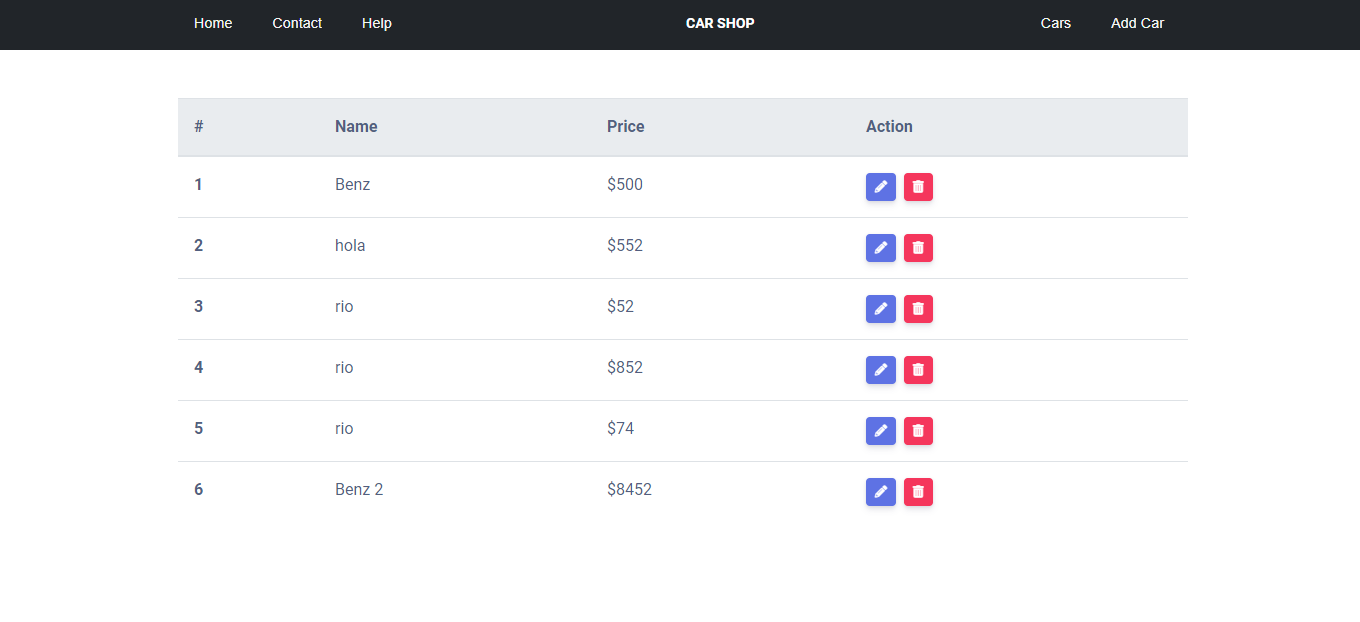 Home Contact Help CAR SHOP Cars Add Car
# Name Price Action
1 Benz $500
2 hola $552
3 rio $52
4 rio $852
5 rio $74
6 Benz 2 $8452